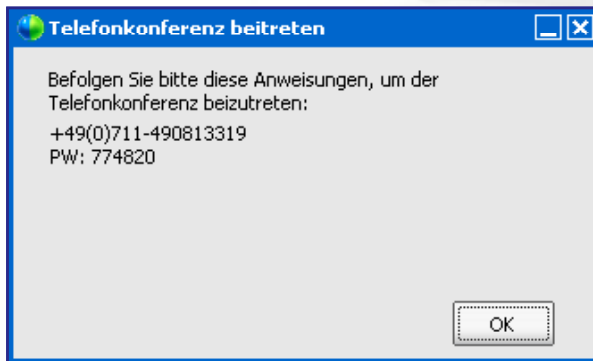 Telefonkonferenz beitreten
Befolgen Sie bitte diese Anweisungen, um der
Telefonkonferenz beizutreten:
+49(0)711-490813319
PW: 774820
OK